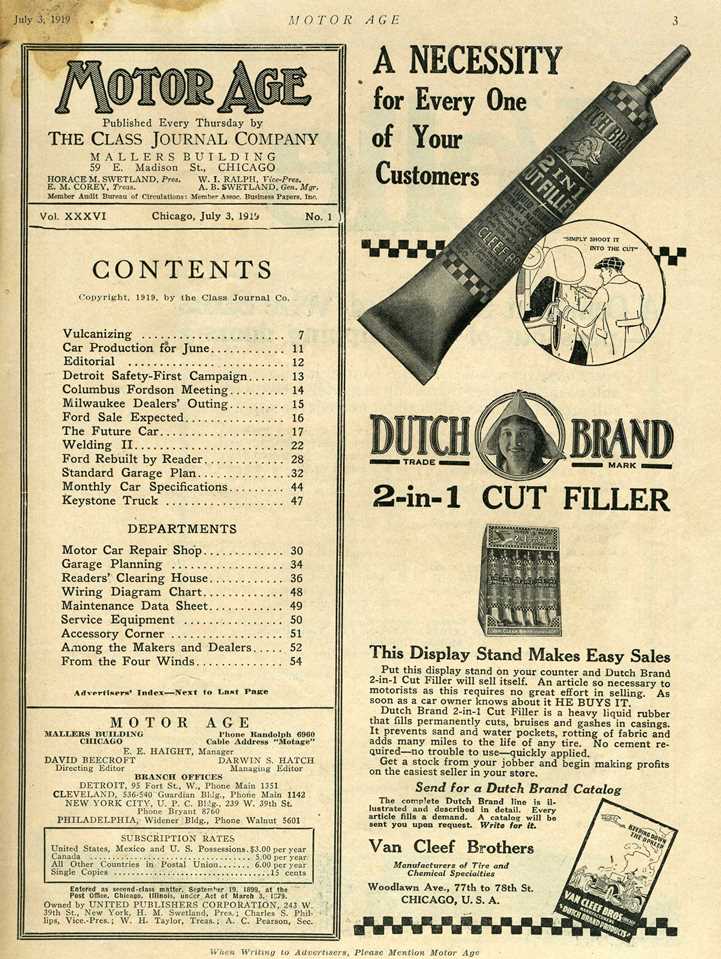 July 3, 1919
MOTOR AGE
3
MOTOR AGE
Published Every Thursday by
THE CLASS JOURNAL COMPANY
MALLERS BUILDING
59 E. Madison St., CHICAGO
HORACE M. SWETLAND, Pres. W. I. RALPH, Vice-Pres.
E. M. COREY, Treas. A. B. SWETLAND, Gen. Mgr.
Member Audit Bureau of Circulations: Member Assoc. Business Papers, Inc.
Vol. XXXVI Chicago, July 3, 1919 No. 1
CONTENTS
Copyright, 1919, by the Class Journal Co.
Vulcanizing ........................ 7
Car Production for June............ 11
Editorial ......................... 12
Detroit Safety-First Campaign...... 13
Columbus Fordson Meeting.......... 14
Milwaukee Dealers' Outing.......... 15
Ford Sale Expected................. 16
The Future Car..................... 17
Welding II......................... 22
Ford Rebuilt by Reader............. 28
Standard Garage Plan.............. 32
Monthly Car Specifications......... 44
Keystone Truck .................... 47
DEPARTMENTS
Motor Car Repair Shop............. 30
Garage Planning ................... 34
Readers' Clearing House............ 36
Wiring Diagram Chart.............. 48
Maintenance Data Sheet............ 49
Service Equipment ................. 50
Accessory Corner .................. 51
Among the Makers and Dealers..... 52
From the Four Winds............... 54
Advertisers' Index—Next to Last Page
MOTOR AGE
MALLERS BUILDING Phone Randolph 6960
CHICAGO Cable Address "Motage"
E. E. HAIGHT, Manager
DAVID BEECROFT DARWIN S. HATCH
Directing Editor Managing Editor
BRANCH OFFICES
DETROIT, 95 Fort St., W., Phone Main 1351
CLEVELAND, 536-540 Guardian Bldg., Phone Main 1142
NEW YORK CITY, U. P. C. Bldg., 239 W. 39th St.
Phone Bryant 8760
PHILADELPHIA, Widener Bldg., Phone Walnut 5601
SUBSCRIPTION RATES
United States, Mexico and U. S. Possessions. $3.00 per year
Canada ........ 5.00 per year
All Other Countries in Postal Union....... 6.00 per year
Single Copies ........ 15 cents
Entered as second-class matter, September 19, 1899, at the
Post Office, Chicago, Illinois, under Act of March 3, 1879.
Owned by UNITED PUBLISHERS CORPORATION, 243 W.
39th St., New York, H. M. Swetland, Pres.; Charles S. Phil-
lips, Vice-Pres.; W. H. Taylor, Treas.; A. C. Pearson, Sec.
A NECESSITY
for Every One
of Your
Customers
DUTCH BRAND
2 IN 1
CUT FILLER
"SIMPLY SHOOT IT
INTO THE CUT"
DUTCH BRAND
TRADE MARK
2-in-1 CUT FILLER
This Display Stand Makes Easy Sales
Put this display stand on your counter and Dutch Brand
2-in-1 Cut Filler will sell itself. An article so necessary to
motorists as this requires no great effort in selling. As
soon as a car owner knows about it HE BUYS IT.
Dutch Brand 2-in-1 Cut Filler is a heavy liquid rubber
that fills permanently cuts, bruises and gashes in casings.
It prevents sand and water pockets, rotting of fabric and
adds many miles to the life of any tire. No cement re-
quired—no trouble to use—quickly applied.
Get a stock from your jobber and begin making profits
on the easiest seller in your store.
Send for a Dutch Brand Catalog
The complete Dutch Brand line is il-
lustrated and described in detail. Every
article fills a demand. A catalog will be
sent you upon request. Write for it.
Van Cleef Brothers
Manufacturers of Tire and
Chemical Specialties
Woodlawn Ave., 77th to 78th St.
CHICAGO, U. S. A.
KEEPING DOWN
THE UPKEEP
VAN CLEEF BROS
"DUTCH BRAND PRODUCTS"
When Writing to Advertisers, Please Mention Motor Age